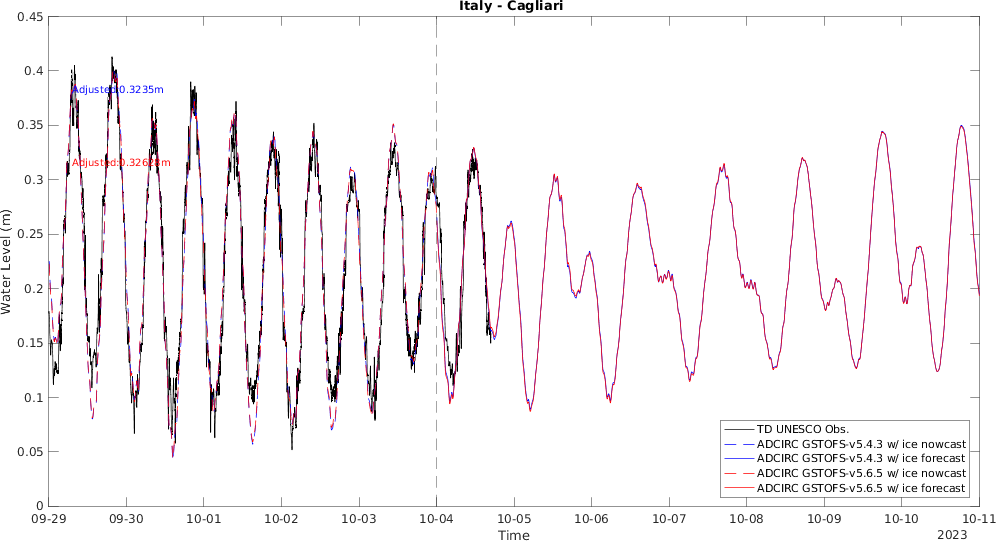 Italy - Cagliari
0.45
0.4
0.35
0.3
0.25
0.2
0.15
0.1
0.05
0
Water Level (m)
Adjusted:0.3235m
Adjusted:0.32628m
TD UNESCO Obs.
ADCIRC GSTOFS-v5.4.3 w/ ice nowcast
ADCIRC GSTOFS-v5.4.3 w/ ice forecast
ADCIRC GSTOFS-v5.6.5 w/ ice nowcast
ADCIRC GSTOFS-v5.6.5 w/ ice forecast
09-29 09-30 10-01 10-02 10-03 10-04 10-05 10-06 10-07 10-08 10-09 10-10 10-11
Time
2023